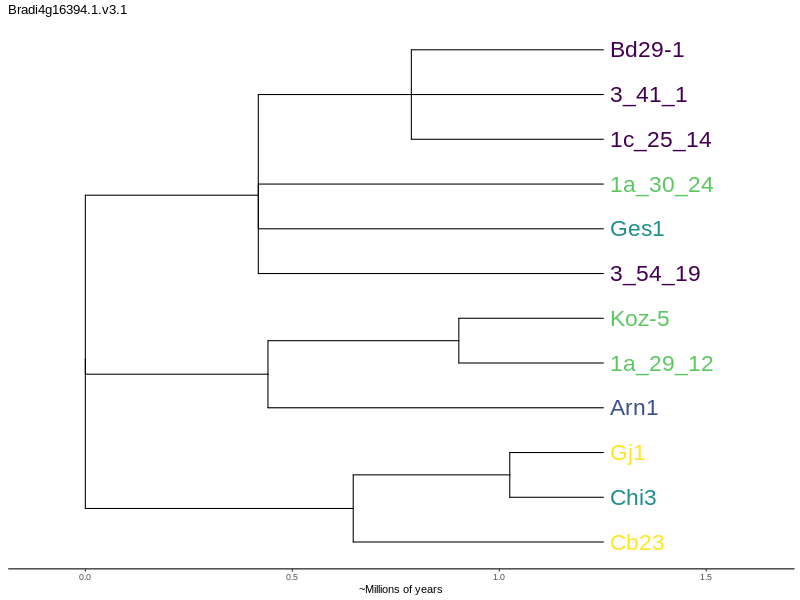 Bradi4g16394.1.v3.1
Bd29-1
3_41_1
1c_25_14
1a_30_24
Ges1
3_54_19
Koz-5
1a_29_12
Arn1
Gj1
Chi3
Cb23
0.0 0.5 1.0 1.5
~Millions of years